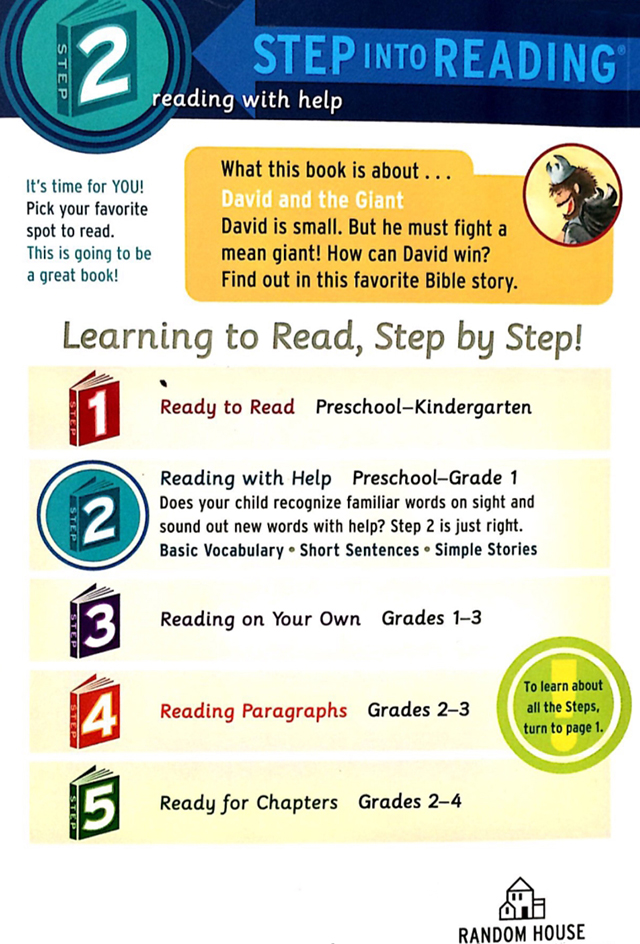 STEP 2
STEP INTO READING®
reading with help
It's time for YOU!
Pick your favorite
spot to read.
This is going to be
a great book!
What this book is about . . .
David and the Giant
David is small. But he must fight a
mean giant! How can David win?
Find out in this favorite Bible story.
Learning to Read, Step by Step!
STEP 1
Ready to Read Preschool–Kindergarten
STEP 2
Reading with Help Preschool–Grade 1
Does your child recognize familiar words on sight and
sound out new words with help? Step 2 is just right.
Basic Vocabulary • Short Sentences • Simple Stories
STEP 3
Reading on Your Own Grades 1–3
STEP 4
Reading Paragraphs Grades 2–3
To learn about
all the Steps,
turn to page 1.
STEP 5
Ready for Chapters Grades 2–4
RANDOM HOUSE